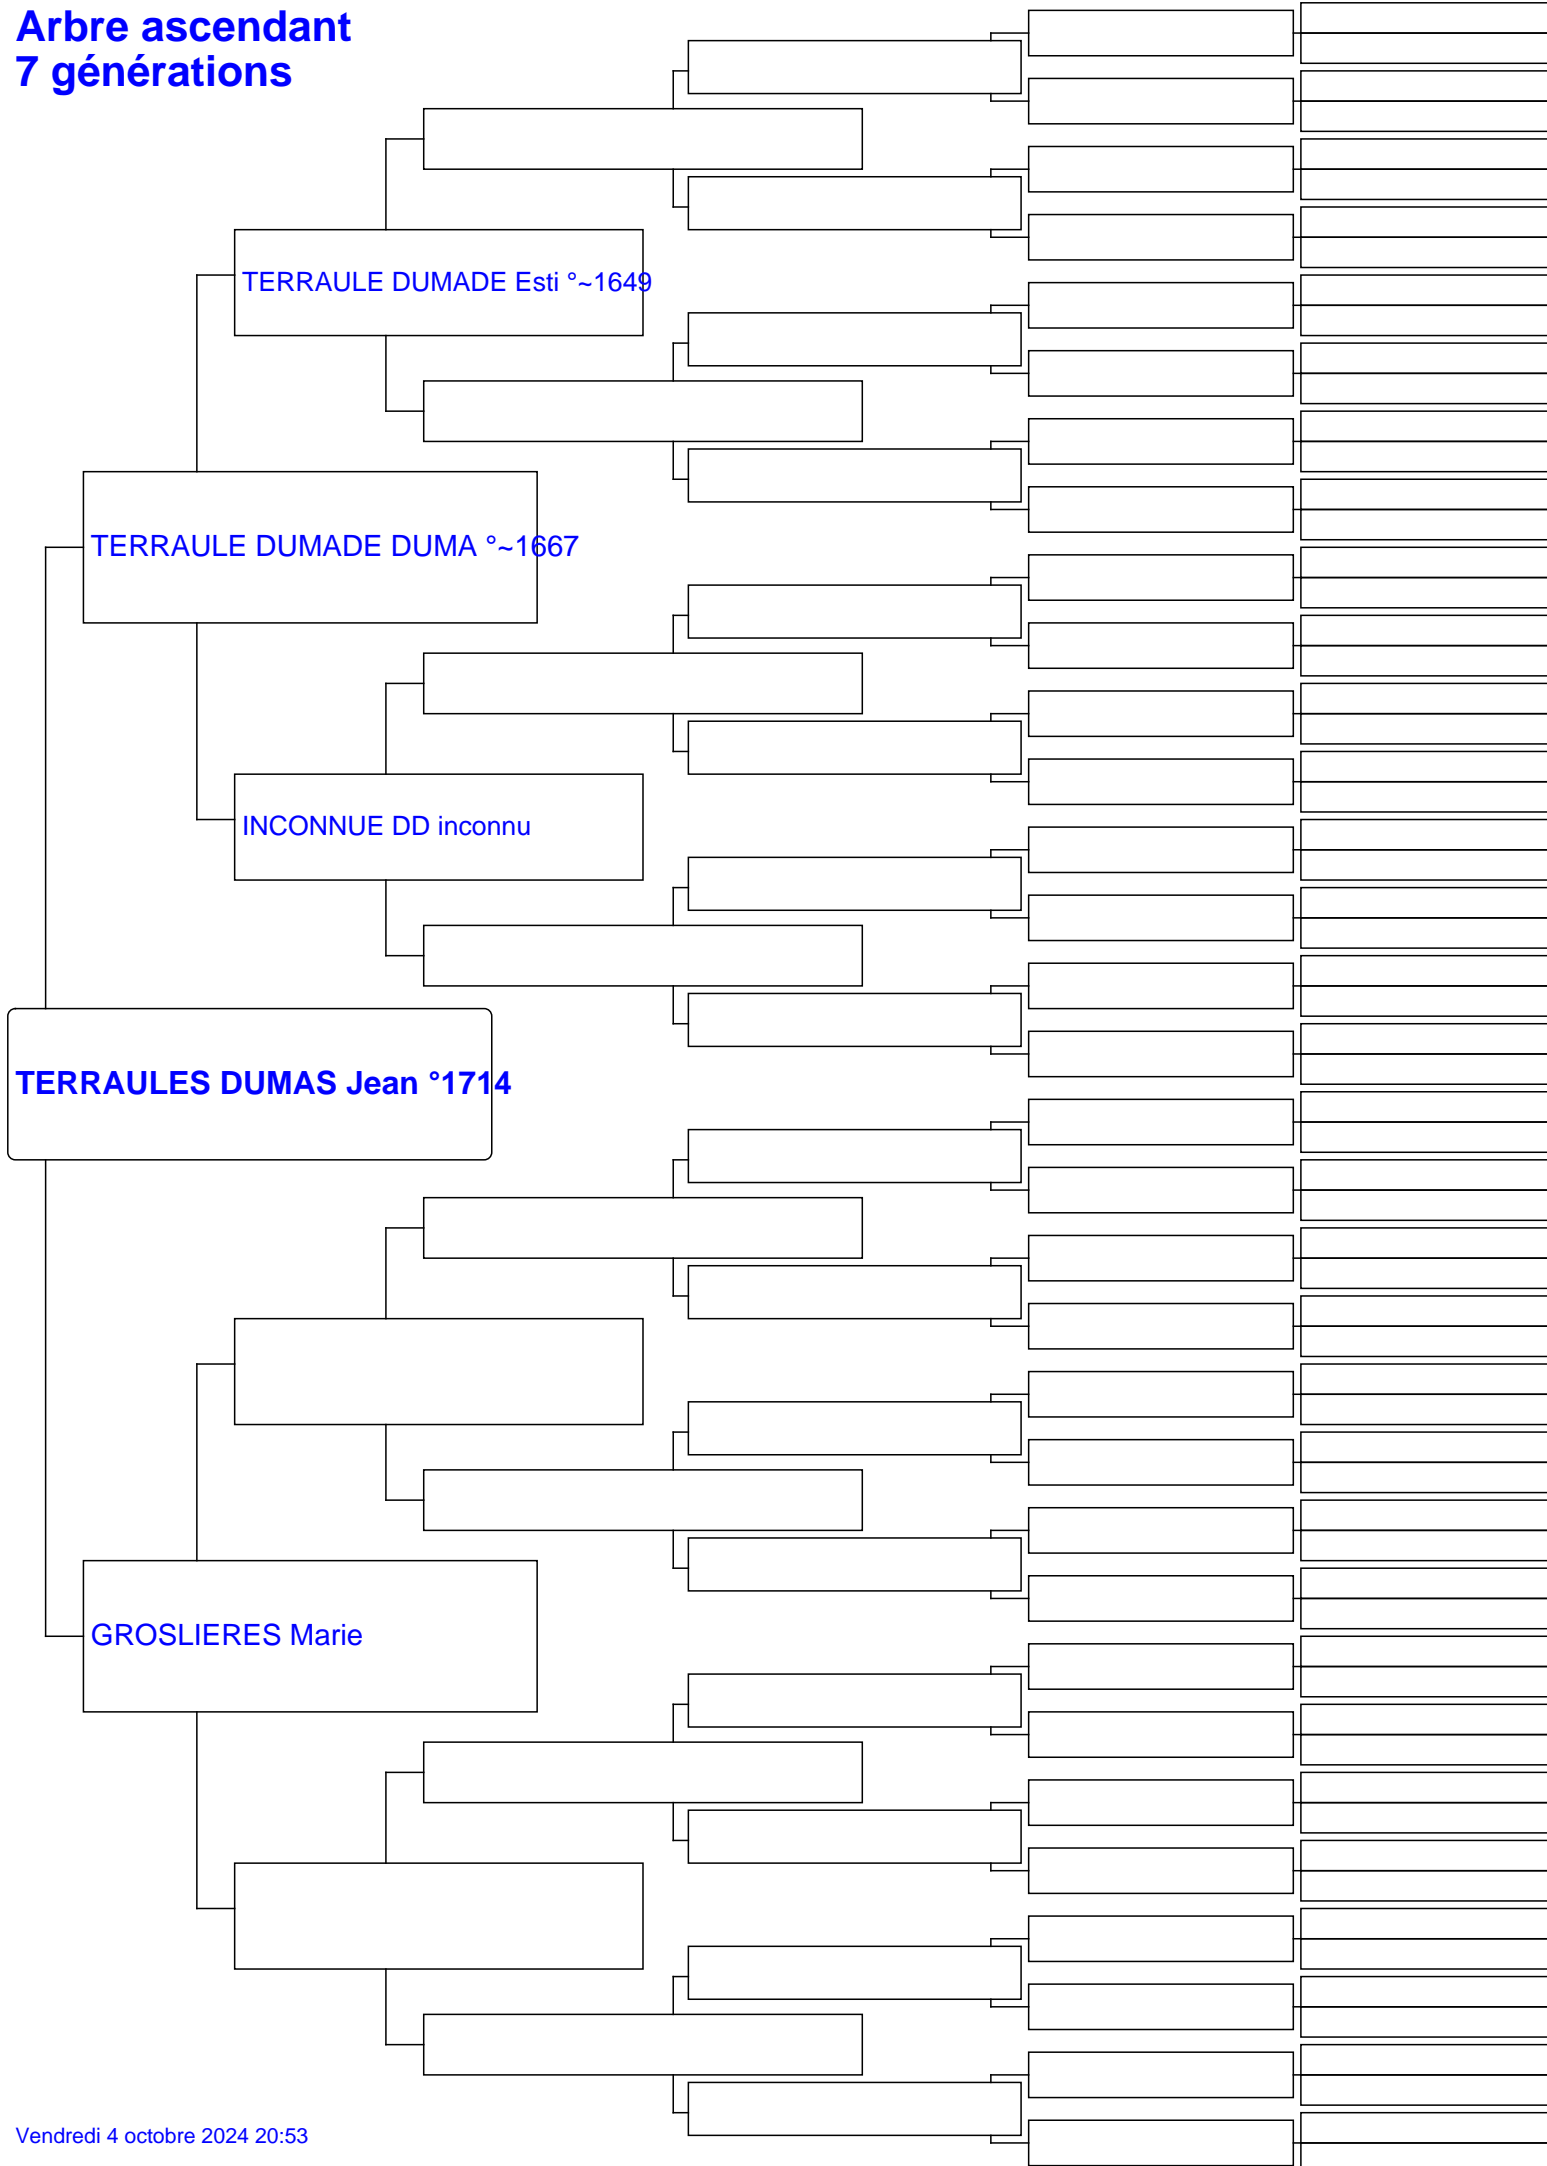 Arbre ascendant
7 générations
TERRAULE DUMADE Esti °~1649
TERRAULE DUMADE DUMA °~1667
INCONNUE DD inconnu
TERRAULES DUMAS Jean °1714
GROSLIERES Marie
Vendredi 4 octobre 2024 20:53